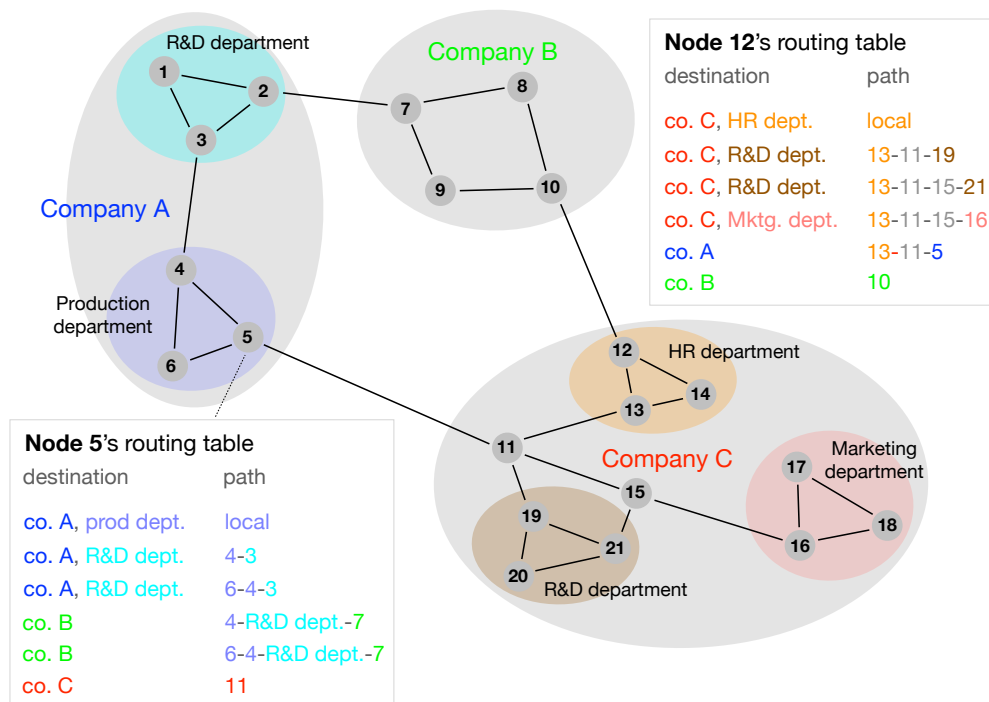 R&D department
1
2
3
Company A
4
Production
department
5
6
Company B
8
7
9
10
Node 12's routing table
destination path
co. C, HR dept. local
co. C, R&D dept. 13-11-19
co. C, R&D dept. 13-11-15-21
co. C, Mktg. dept. 13-11-15-16
co. A 13-11-5
co. B 10
12
HR department
14
13
11
Company C
Marketing
department
17
15
18
19
16
21
20
R&D department
Node 5's routing table
destination path
co. A, prod dept. local
co. A, R&D dept. 4-3
co. A, R&D dept. 6-4-3
co. B 4-R&D dept.-7
co. B 6-4-R&D dept.-7
co. C 11